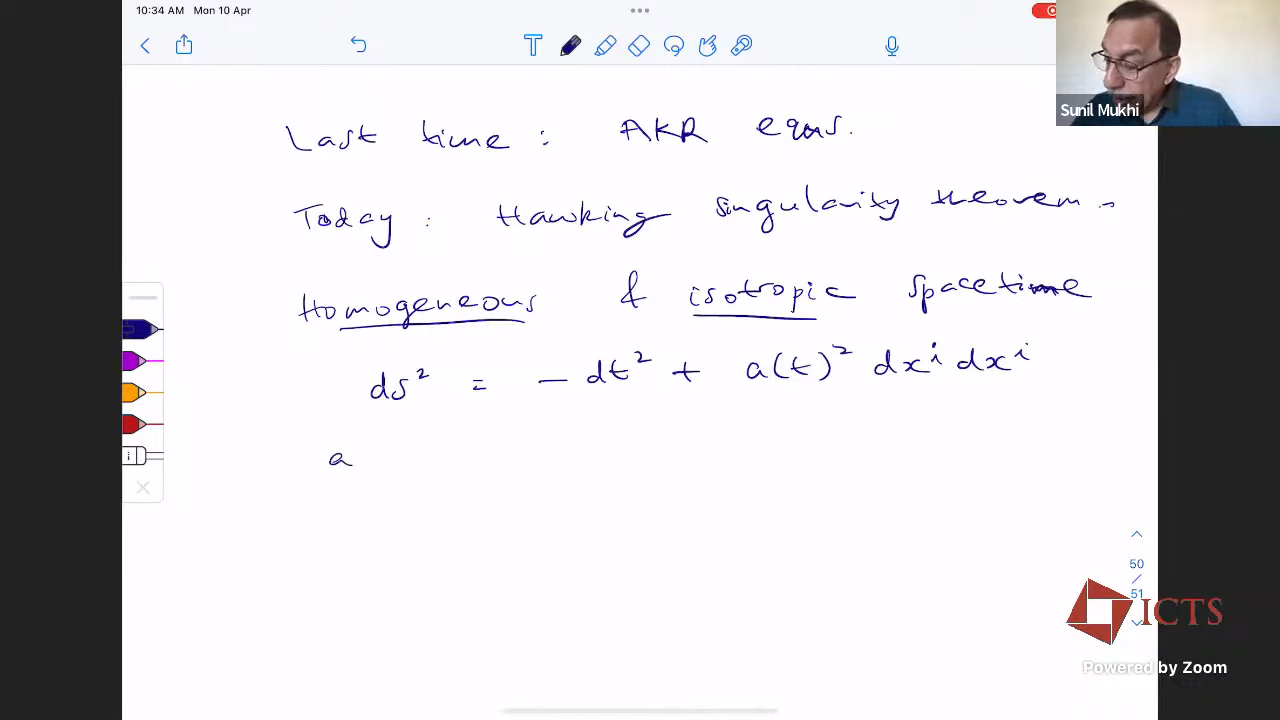 10:34 AM Mon 10 Apr
Sunil Mukhi
Last time : AKR eqns.
Today : Hawking singularity theorem -
Homogeneous & isotropic spacetime
ds² = - dt² + a(t)² dxⁱ dxⁱ
a
50
/
51
ICTS
Powered by Zoom